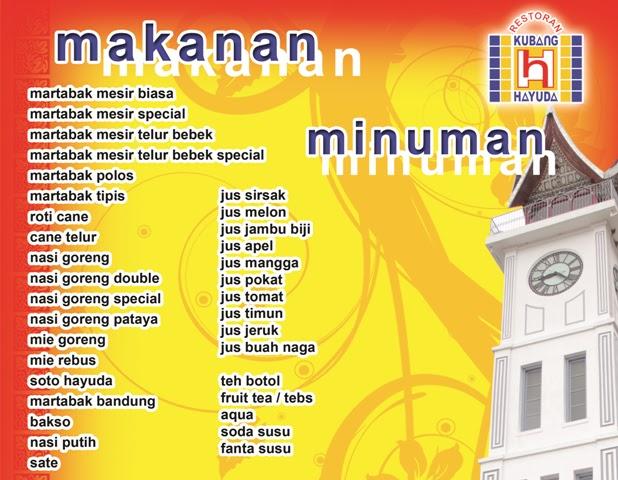 makanan
makanan
RESTORAN
KUBANG
H
HAYUDA
martabak mesir biasa
martabak mesir special
martabak mesir telur bebek
martabak mesir telur bebek special
martabak polos
martabak tipis
roti cane
cane telur
nasi goreng
nasi goreng double
nasi goreng special
nasi goreng pataya
mie goreng
mie rebus
soto hayuda
martabak bandung
bakso
nasi putih
sate
minuman
minuman
jus sirsak
jus melon
jus jambu biji
jus apel
jus mangga
jus pokat
jus tomat
jus timun
jus jeruk
jus buah naga
teh botol
fruit tea / tebs
aqua
soda susu
fanta susu